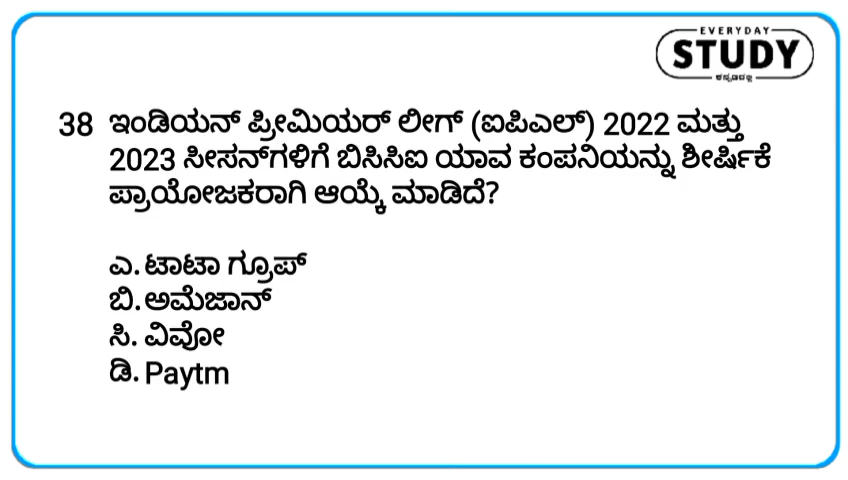 EVERYDAY
STUDY
ಕನ್ನಡದಲ್ಲಿ
38 ಇಂಡಿಯನ್ ಪ್ರೀಮಿಯರ್ ಲೀಗ್ (ಐಪಿಎಲ್) 2022 ಮತ್ತು
2023 ಸೀಸನ್‌ಗಳಿಗೆ ಬಿಸಿಸಿಐ ಯಾವ ಕಂಪನಿಯನ್ನು ಶೀರ್ಷಿಕೆ
ಪ್ರಾಯೋಜಕರಾಗಿ ಆಯ್ಕೆ ಮಾಡಿದೆ?
ಎ. ಟಾಟಾ ಗ್ರೂಪ್
ಬಿ. ಅಮೆಜಾನ್
ಸಿ. ವಿವೋ
ಡಿ. Paytm